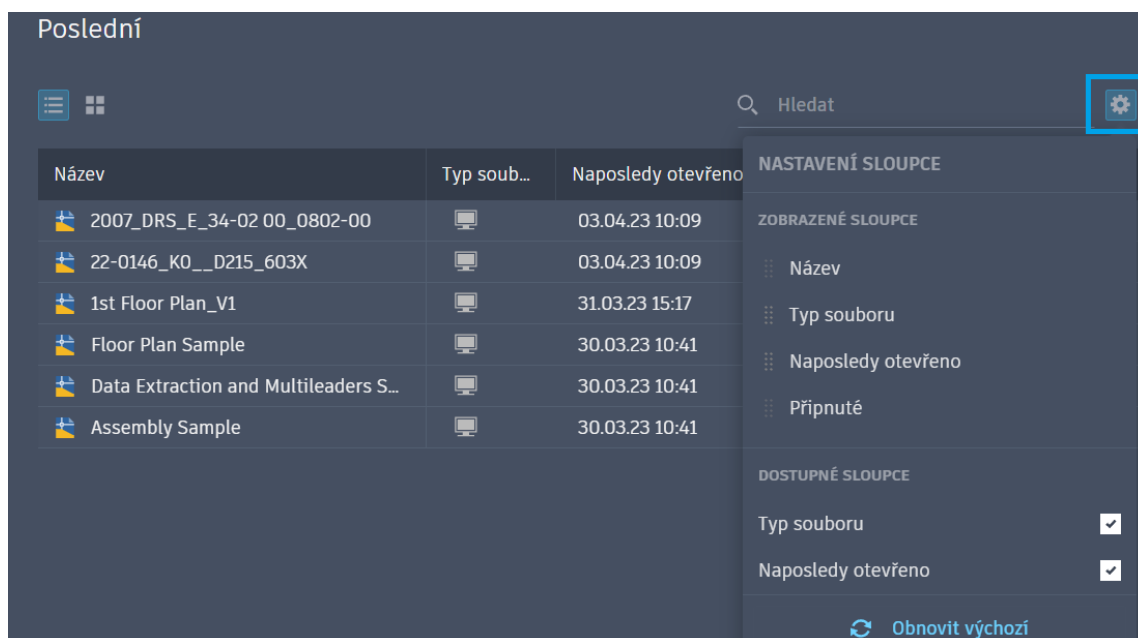 Poslední
Hledat
Název Typ soub... Naposledy otevřeno
2007_DRS_E_34-02 00_0802-00 03.04.23 10:09
22-0146_K0__D215_603X 03.04.23 10:09
1st Floor Plan_V1 31.03.23 15:17
Floor Plan Sample 30.03.23 10:41
Data Extraction and Multileaders S... 30.03.23 10:41
Assembly Sample 30.03.23 10:41
NASTAVENÍ SLOUPCE
ZOBRAZENÉ SLOUPCE
Název
Typ souboru
Naposledy otevřeno
Připnuté
DOSTUPNÉ SLOUPCE
Typ souboru
Naposledy otevřeno
Obnovit výchozí